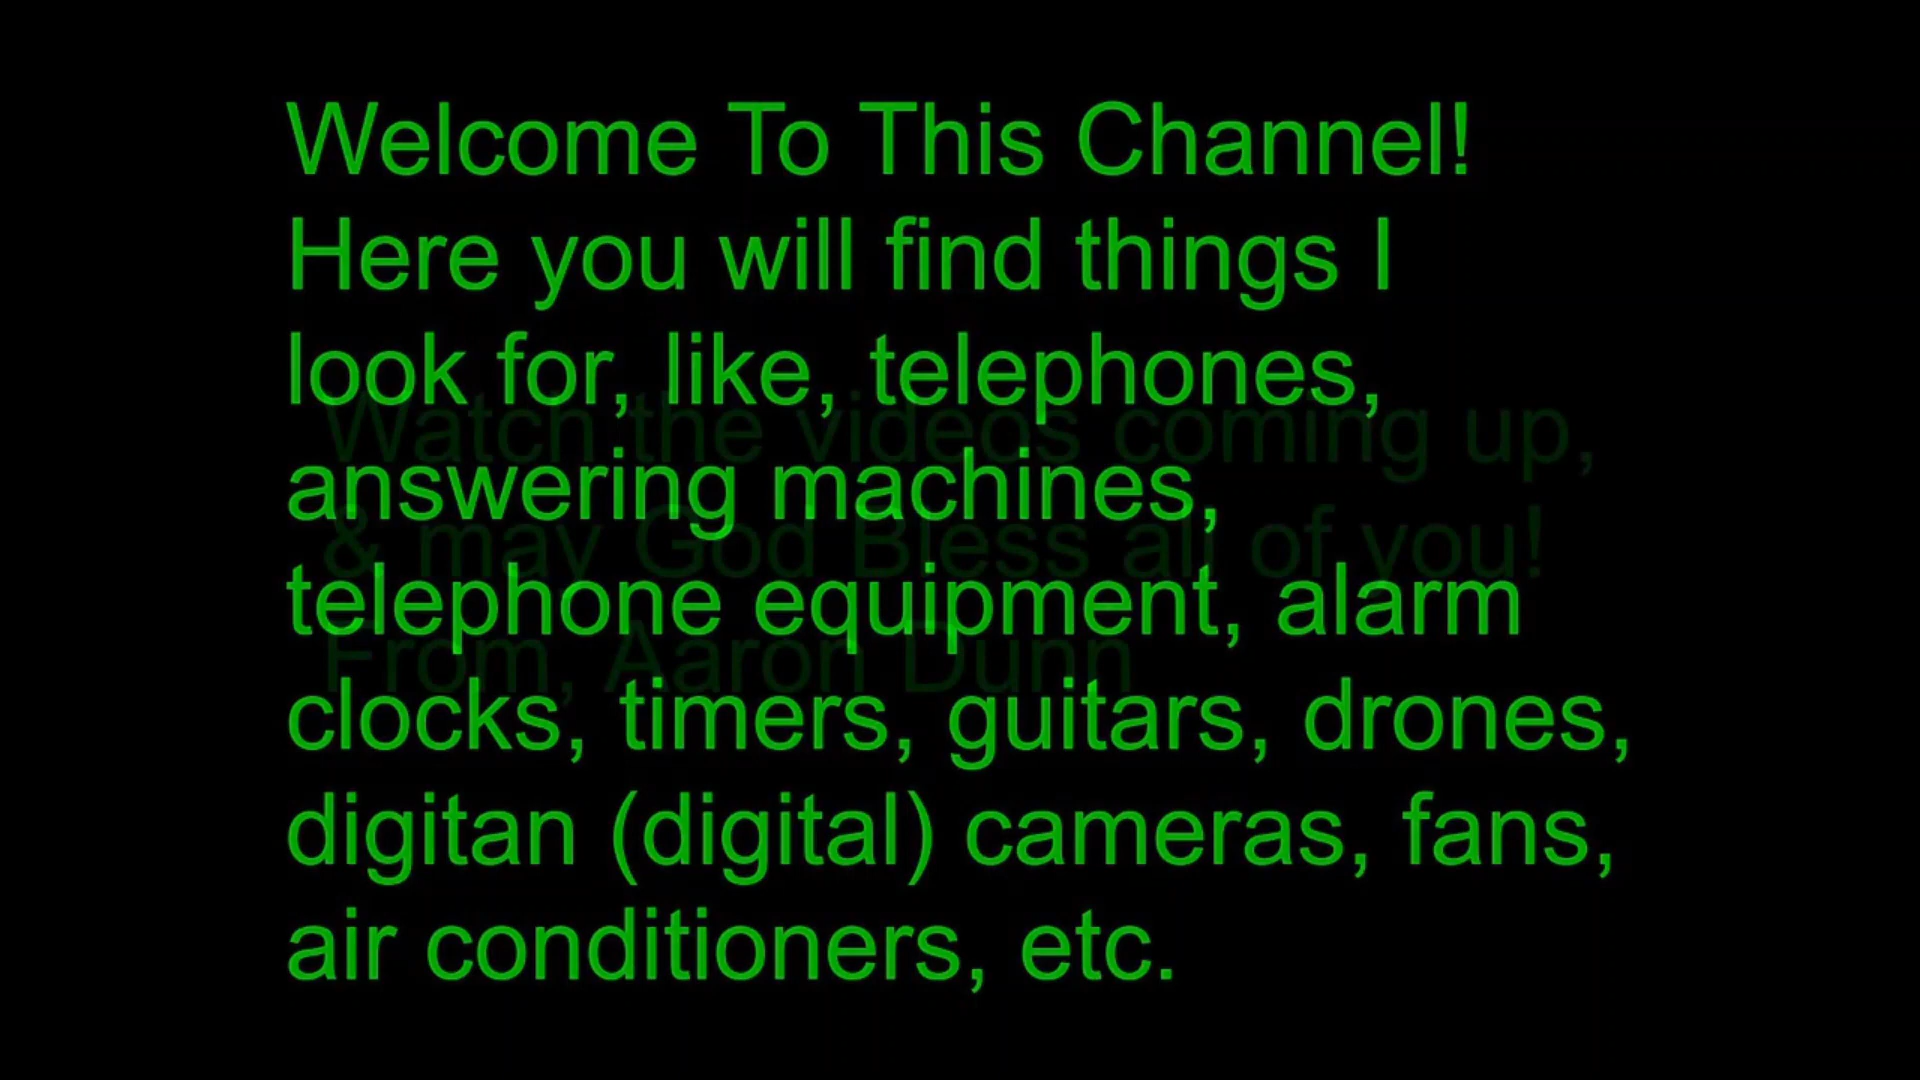 Welcome To This Channel!
Here you will find things I
look for, like, telephones,
answering machines,
telephone equipment, alarm
clocks, timers, guitars, drones,
digitan (digital) cameras, fans,
air conditioners, etc.
Watch the videos coming up,
& may God Bless all of you!
From, Aaron Dunn